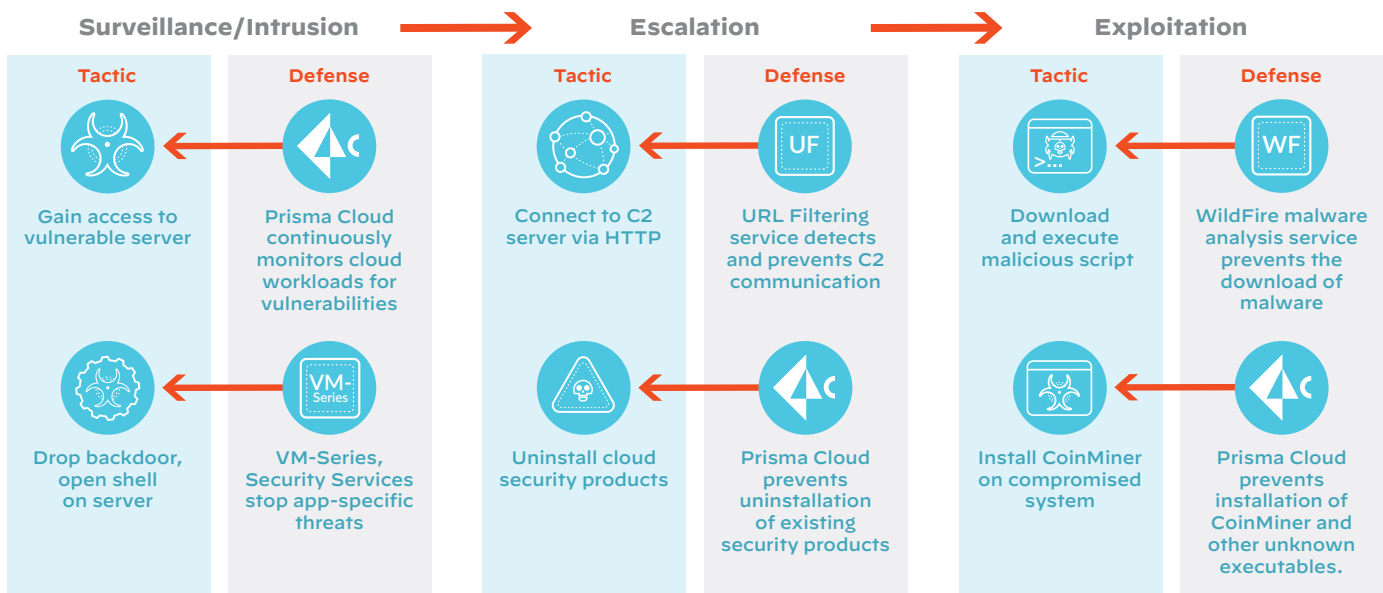 Surveillance/Intrusion
Escalation
Exploitation
Tactic
Defense
Gain access to
vulnerable server
Prisma Cloud
continuously
monitors cloud
workloads for
vulnerabilities
Drop backdoor,
open shell
on server
VM-
Series
VM-Series,
Security Services
stop app-specific
threats
Tactic
Defense
Connect to C2
server via HTTP
UF
URL Filtering
service detects
and prevents C2
communication
Uninstall cloud
security products
Prisma Cloud
prevents
uninstallation
of existing
security products
Tactic
Defense
>...
Download
and execute
malicious script
WF
WildFire malware
analysis service
prevents the
download of
malware
Install CoinMiner
on compromised
system
Prisma Cloud
prevents
installation of
CoinMiner and
other unknown
executables.